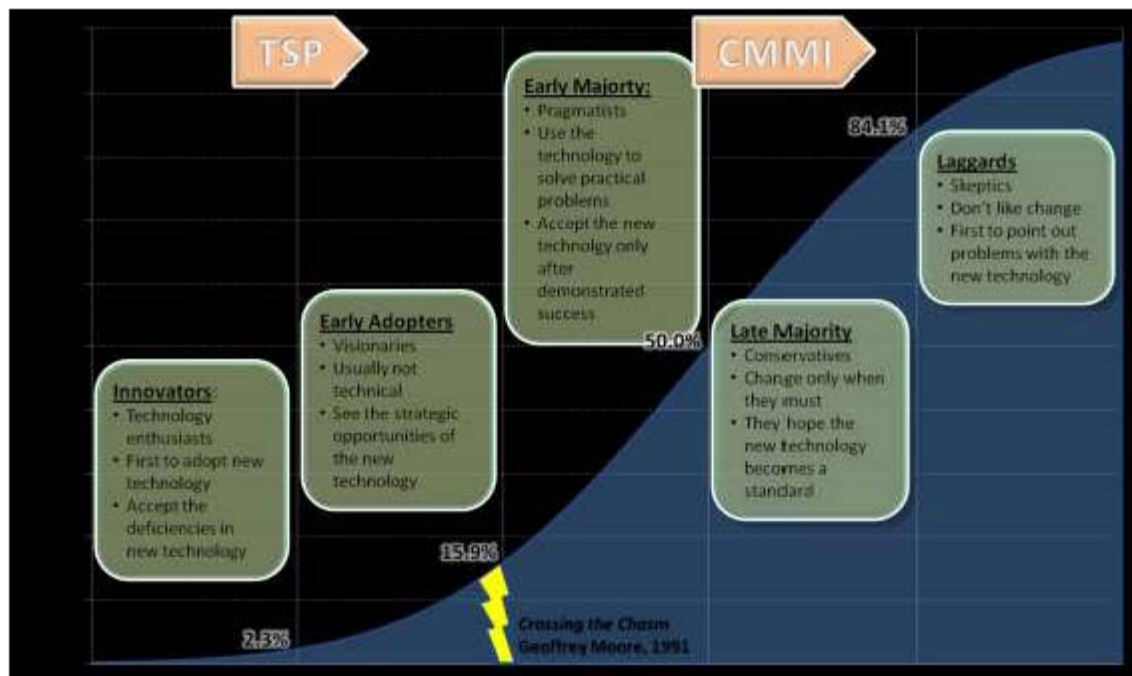 TSP
CMMI
Early Majorty:
• Pragmatists
• Use the
technology to
solve practical
problems
• Accept the new
technolgy only
after
demonstrated
success
84.1%
Laggards
• Skeptics
• Don't like change
• First to point out
problems with the
new technology
Early Adopters
• Visionaries
• Usually not
technical
• See the strategic
opportunities of
the new
technology
50.0%
Late Majority
• Conservatives
• Change only when
they must
• They hope the
new technology
becomes a
standard
Innovators:
• Technology
enthusiasts
• First to adopt new
technology
• Accept the
deficiencies in
new technology
15.9%
2.3%
Crossing the Chasm
Geoffrey Moore, 1991